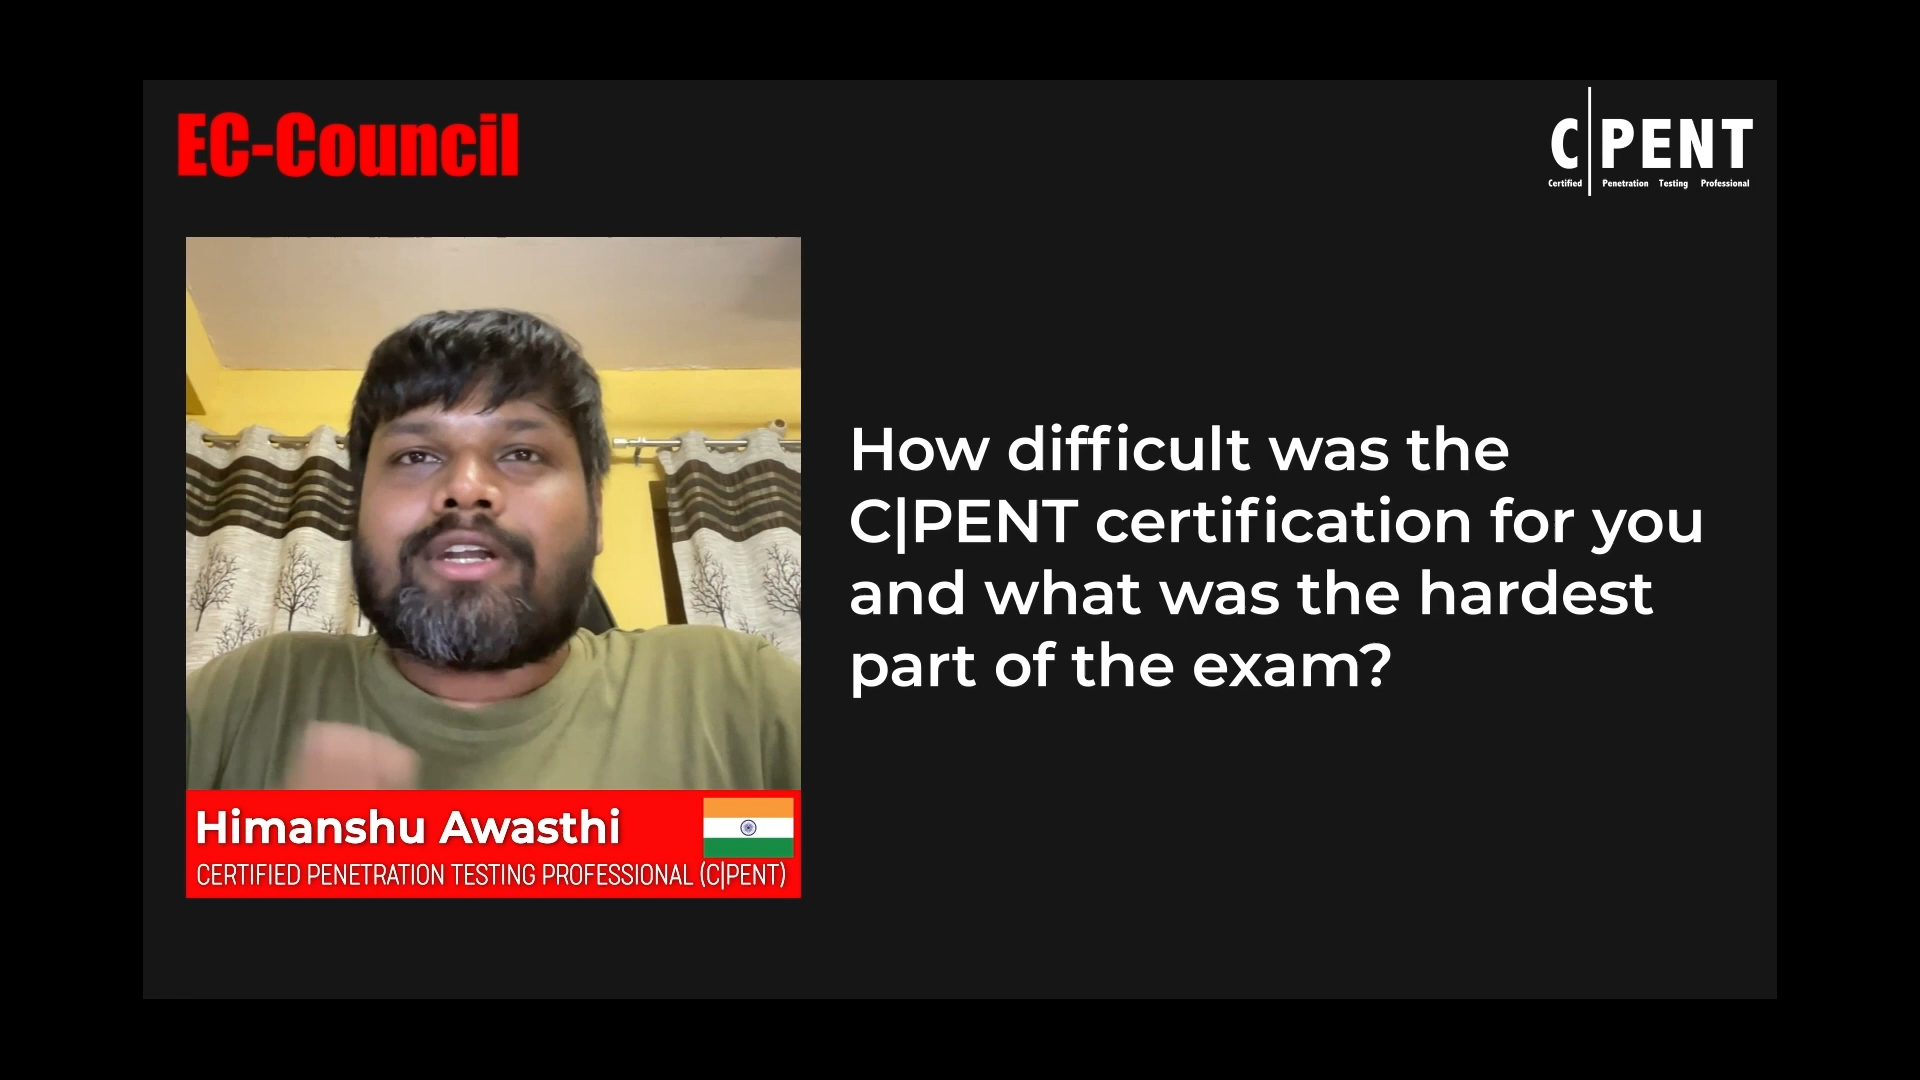 EC-Council
C|PENT
Certified Penetration Testing Professional
How difficult was the
C|PENT certification for you
and what was the hardest
part of the exam?
Himanshu Awasthi
CERTIFIED PENETRATION TESTING PROFESSIONAL (C|PENT)